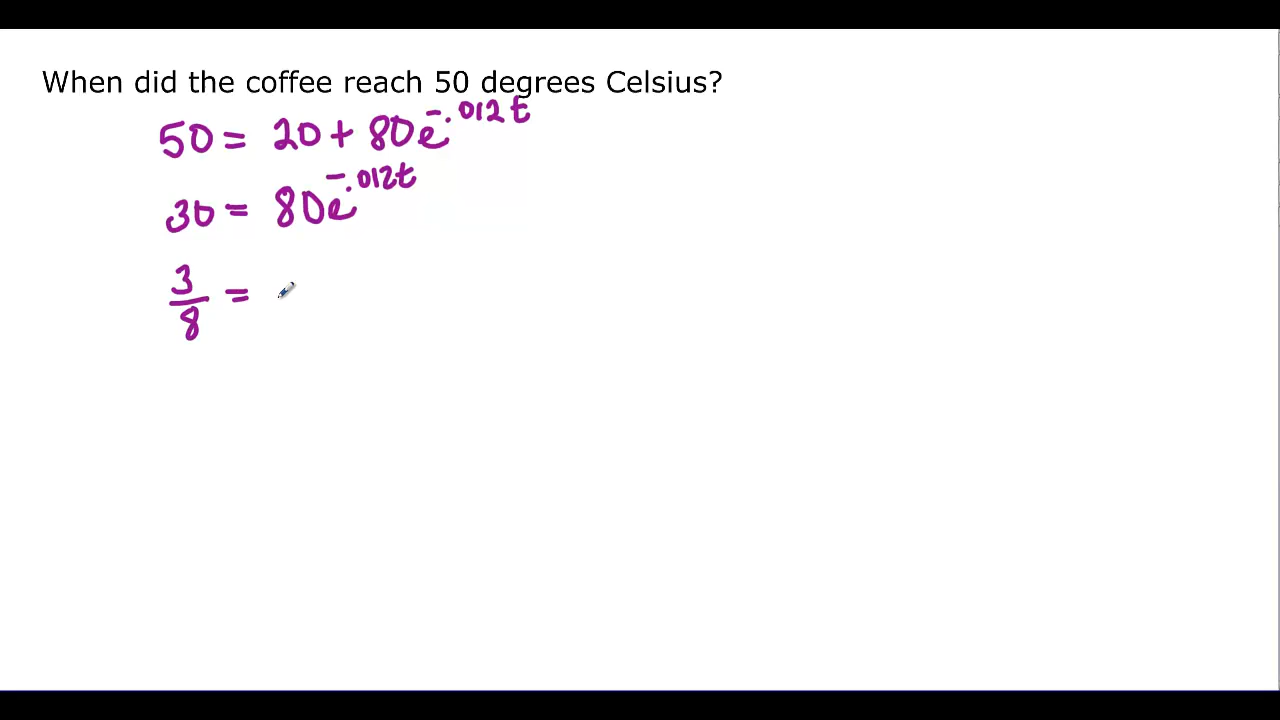 When did the coffee reach 50 degrees Celsius?
50 = 20 + 80e^-.012t
30 = 80e^-.012t
3/8 =